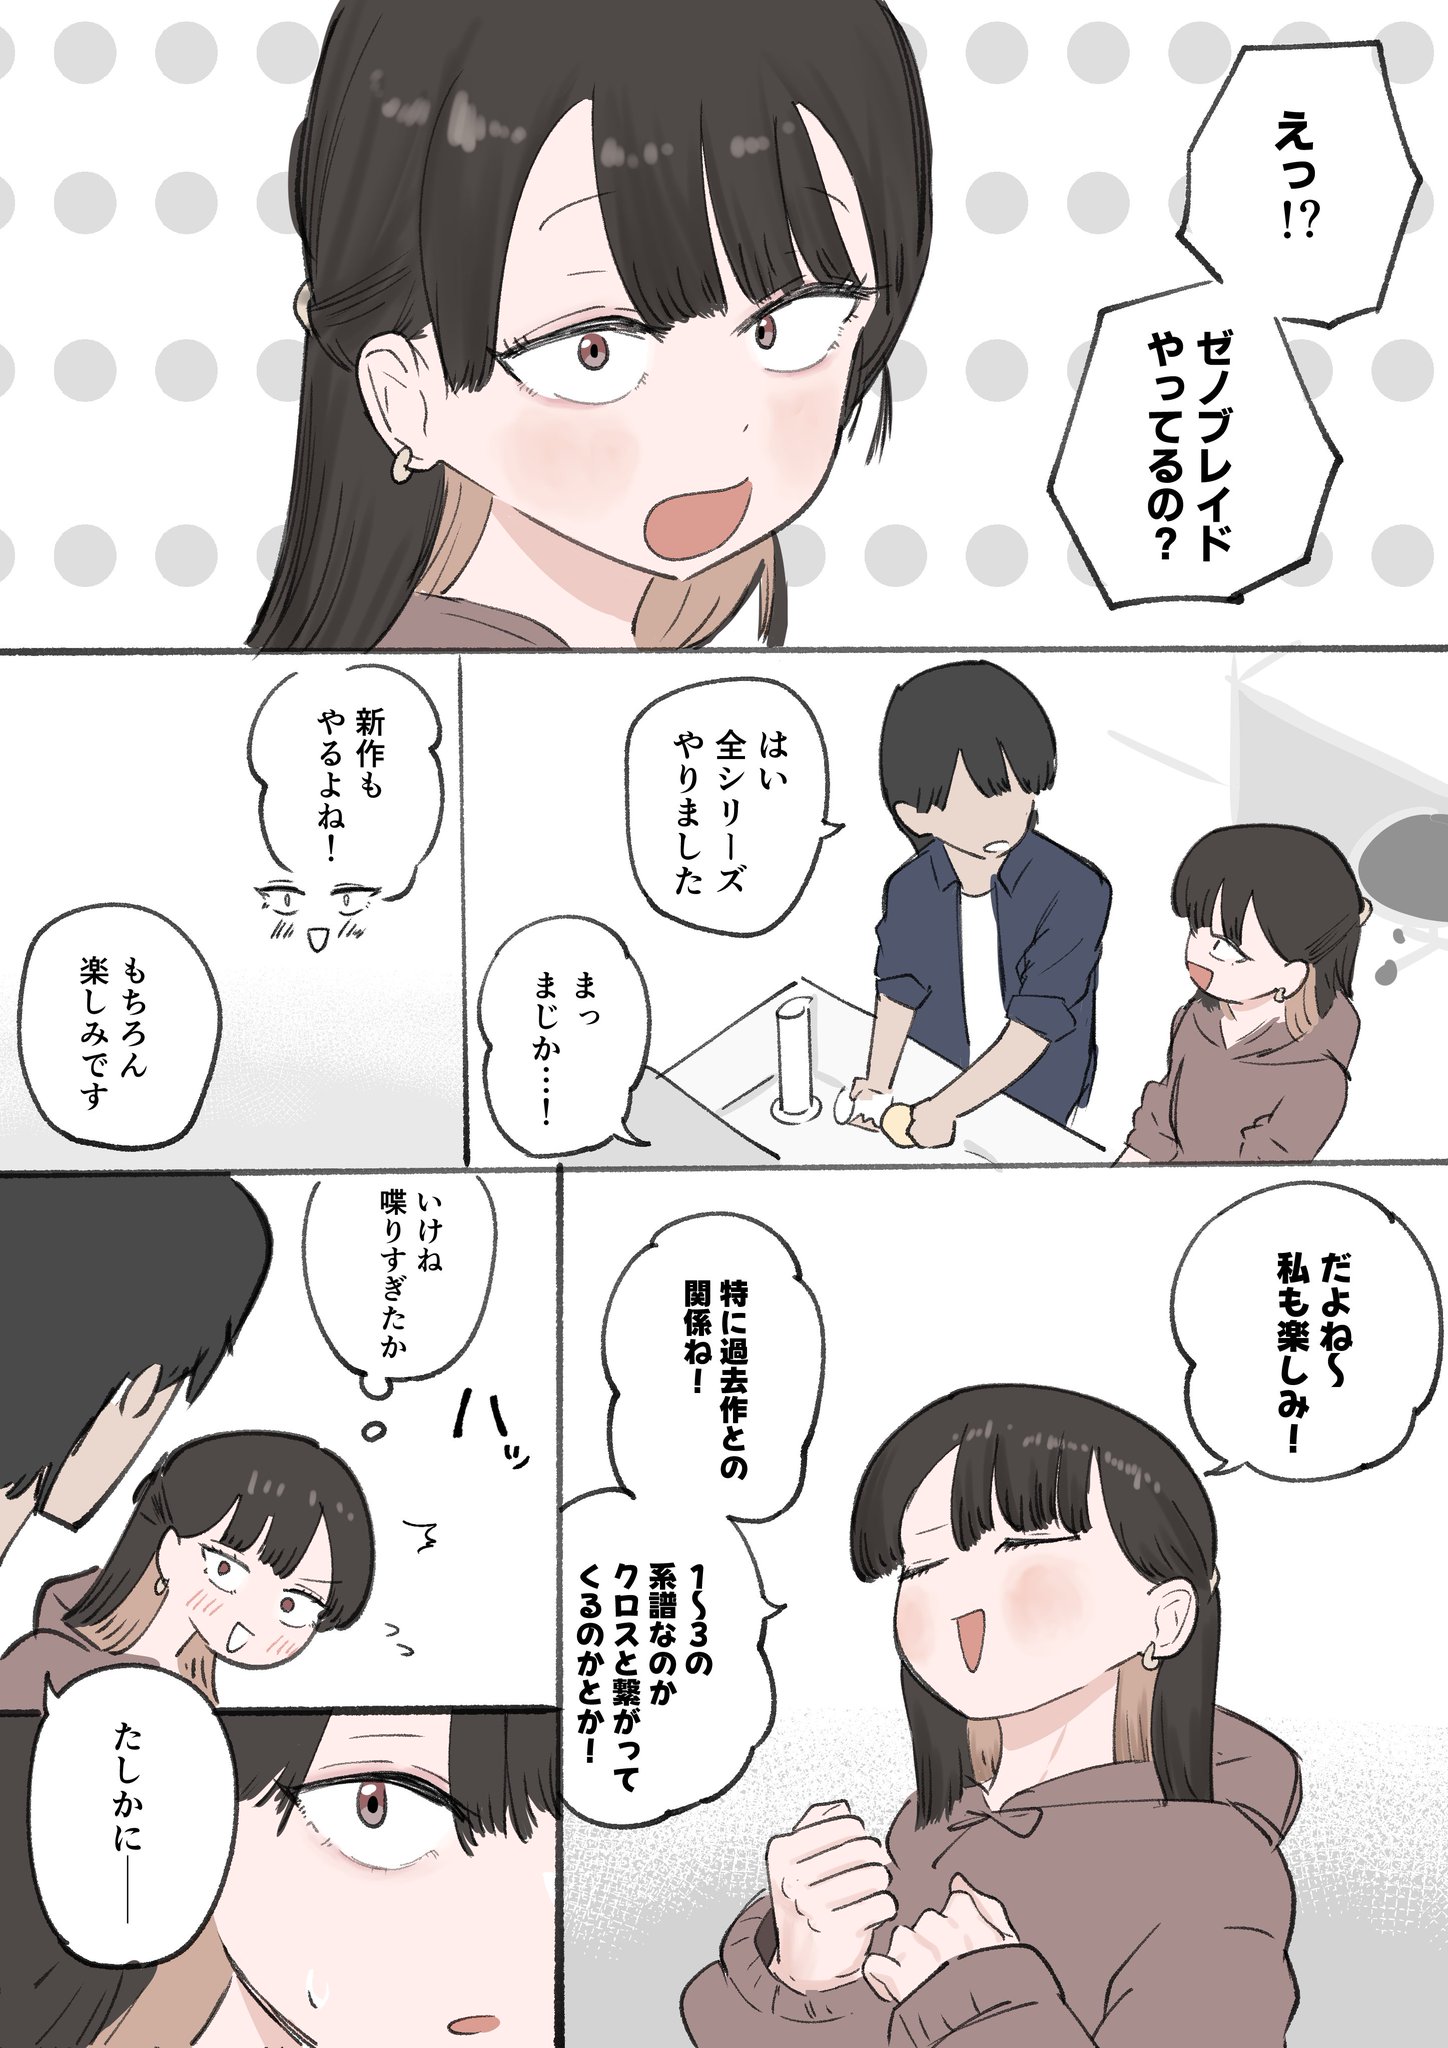 えっ!?
ゼノブレイド
やってるの?
はい
全シリーズ
やりました
まっ
まじか…!
新作も
やるよね!
もちろん
楽しみです
だよね〜
私も楽しみ!
特に過去作との
関係ね!
1〜3の
系譜なのか
クロスと繋がって
くるのかとか!
いけね
喋りすぎたか
ハッ
たしかに──